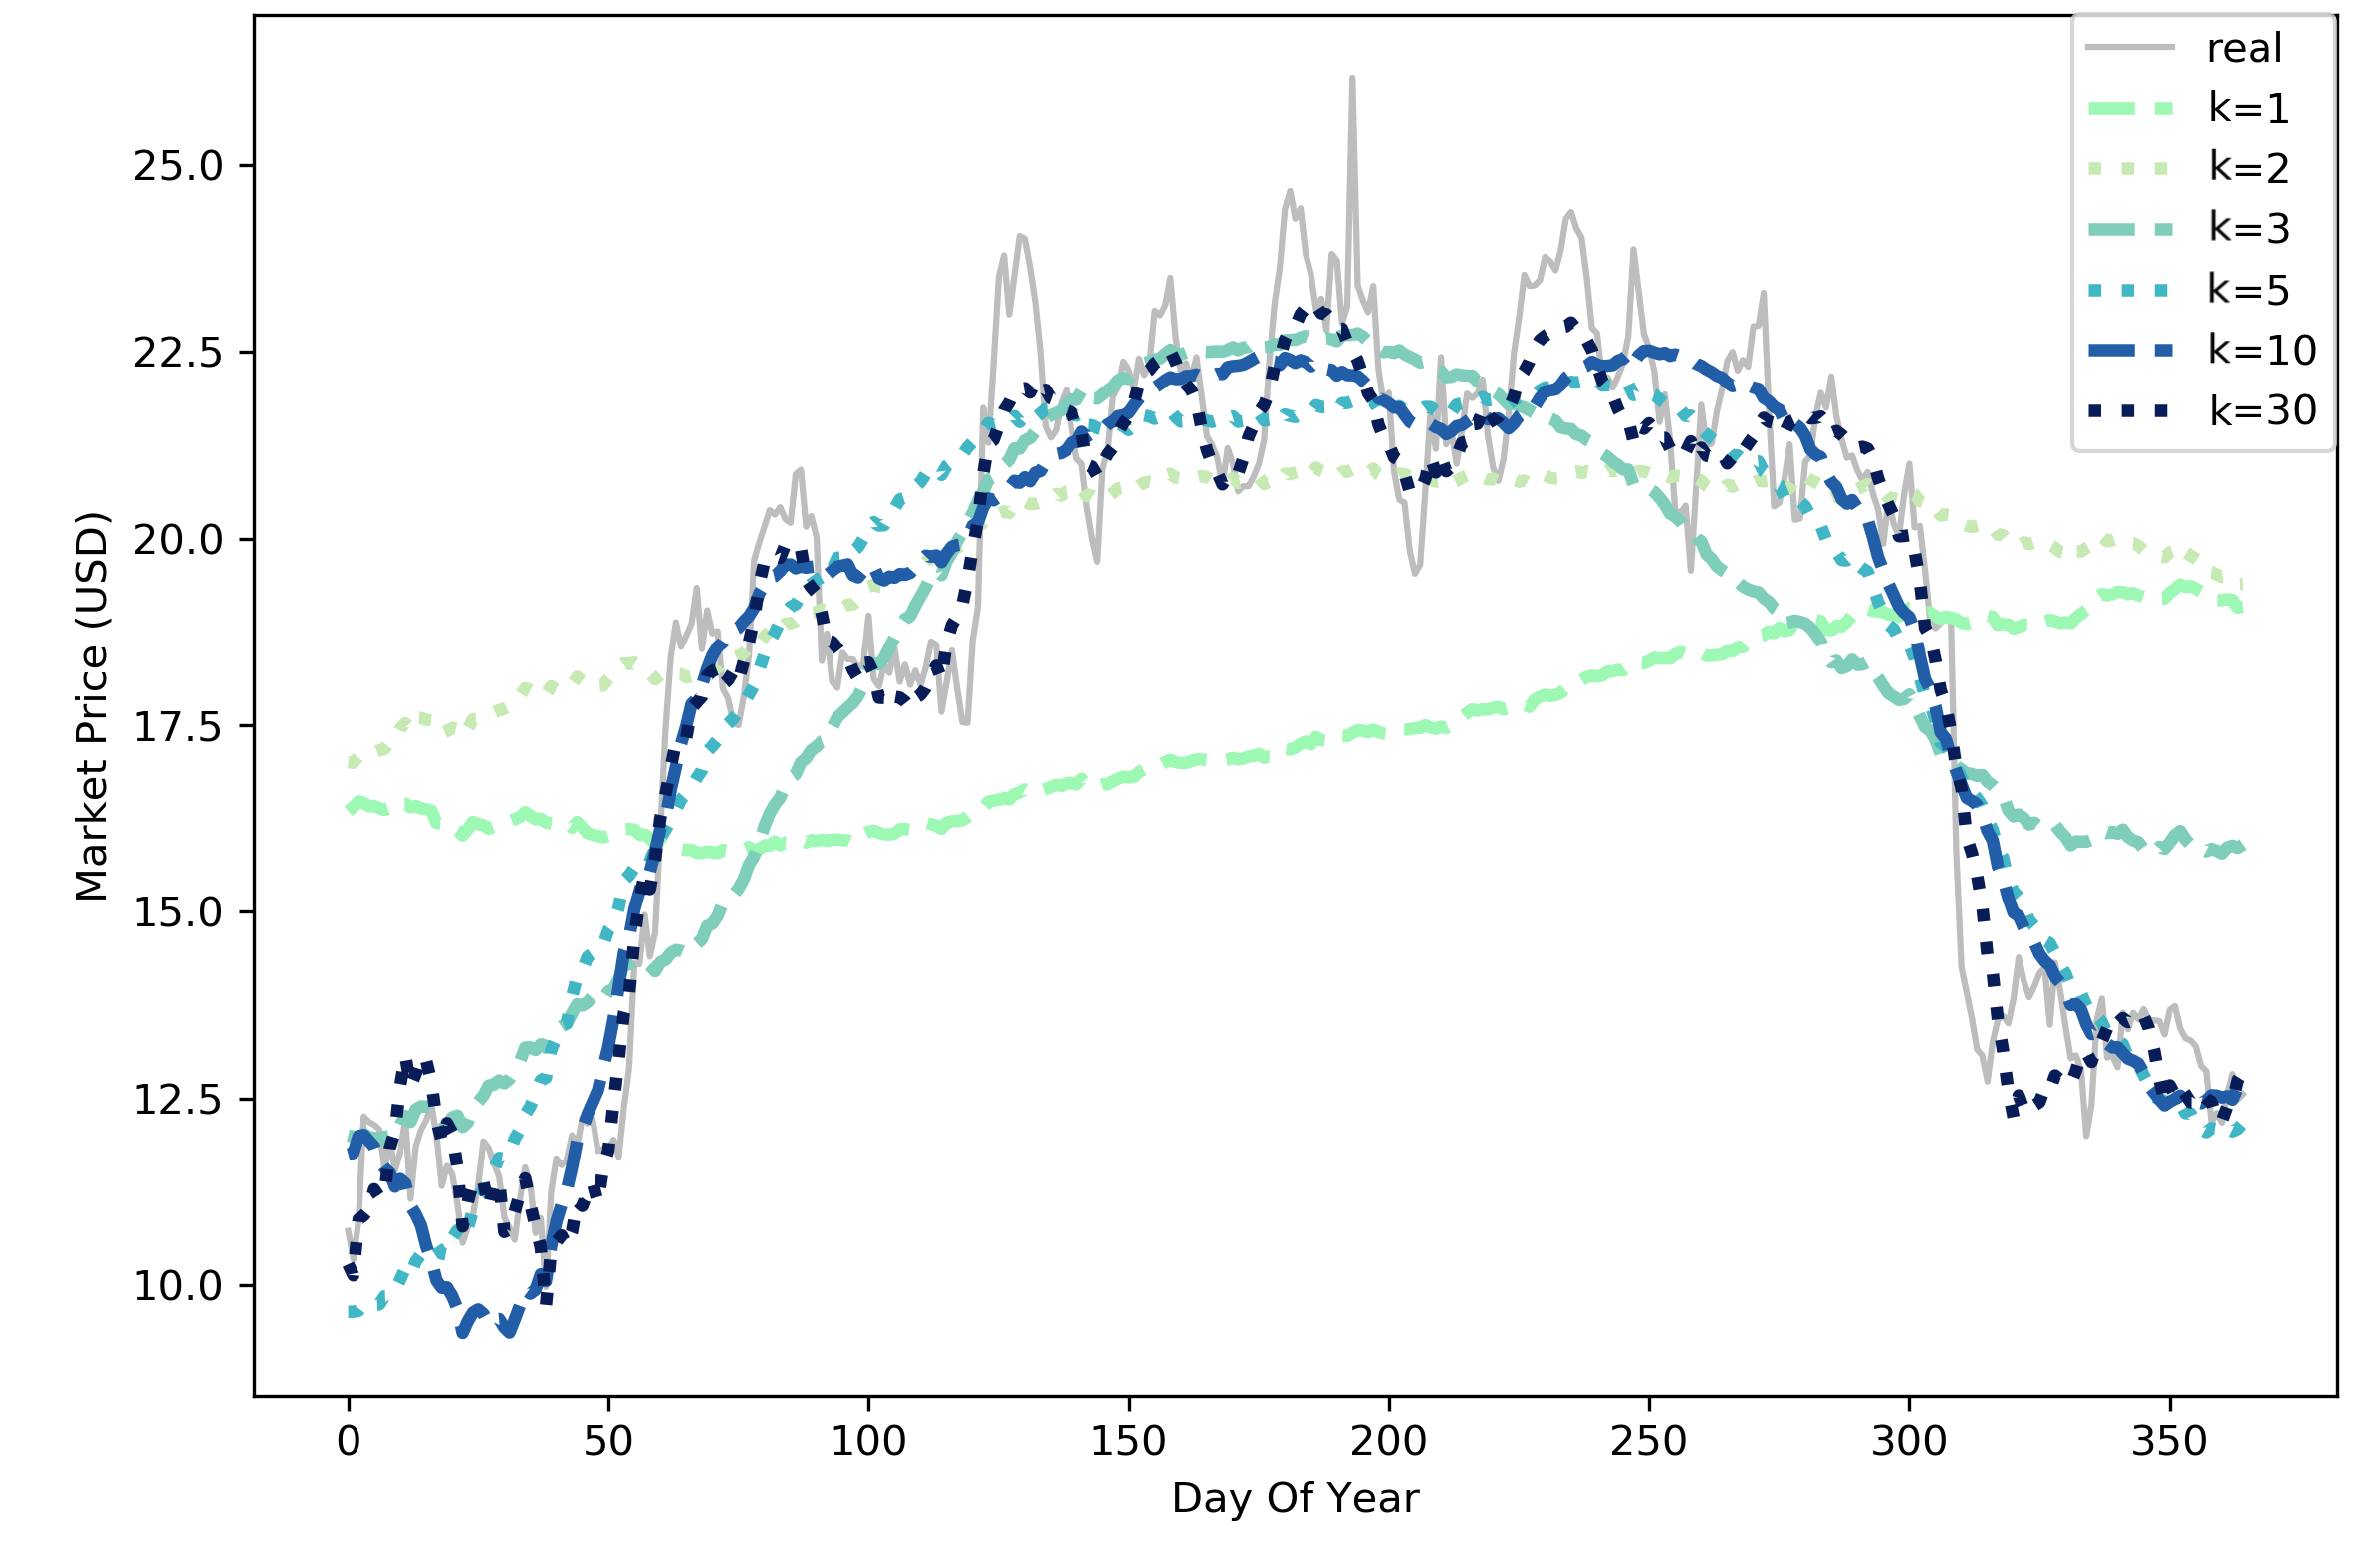 real
k=1
k=2
k=3
k=5
k=10
k=30
25.0
22.5
20.0
17.5
15.0
12.5
10.0
Market Price (USD)
0 50 100 150 200 250 300 350
Day Of Year